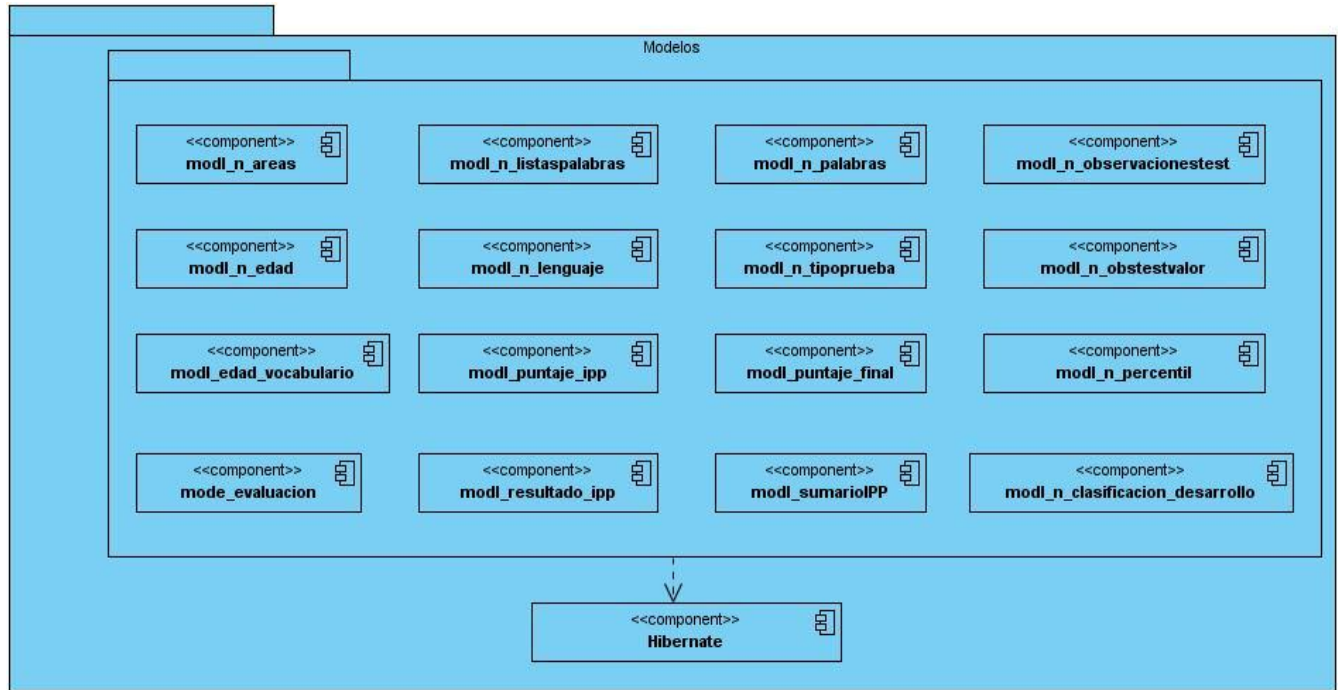 Modelos
<<component>>
modl_n_areas
<<component>>
modl_n_listaspalabras
<<component>>
modl_n_palabras
<<component>>
modl_n_observacionestest
<<component>>
modl_n_edad
<<component>>
modl_n_lenguaje
<<component>>
modl_n_tipoprueba
<<component>>
modl_n_obstestvalor
<<component>>
modl_edad_vocabulario
<<component>>
modl_puntaje_ipp
<<component>>
modl_puntaje_final
<<component>>
modl_n_percentil
<<component>>
mode_evaluacion
<<component>>
modl_resultado_ipp
<<component>>
modl_sumarioIPP
<<component>>
modl_n_clasificacion_desarrollo
<<component>>
Hibernate